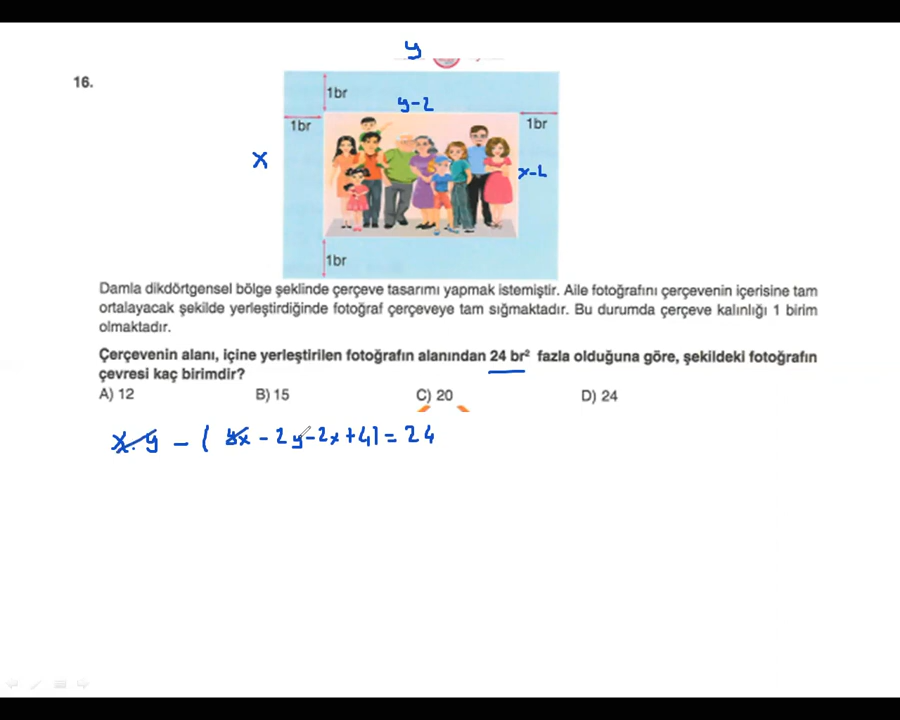 y
16.
1br
y-2
1br
1br
x
x-2
1br
Damla dikdörtgensel bölge şeklinde çerçeve tasarımı yapmak istemiştir. Aile fotoğrafını çerçevenin içerisine tam
ortalayacak şekilde yerleştirdiğinde fotoğraf çerçeveye tam sığmaktadır. Bu durumda çerçeve kalınlığı 1 birim
olmaktadır.
Çerçevenin alanı, içine yerleştirilen fotoğrafın alanından 24 br² fazla olduğuna göre, şekildeki fotoğrafın
çevresi kaç birimdir?
A) 12 B) 15 C) 20 D) 24
x.y - ( yx - 2y - 2x + 4) = 24